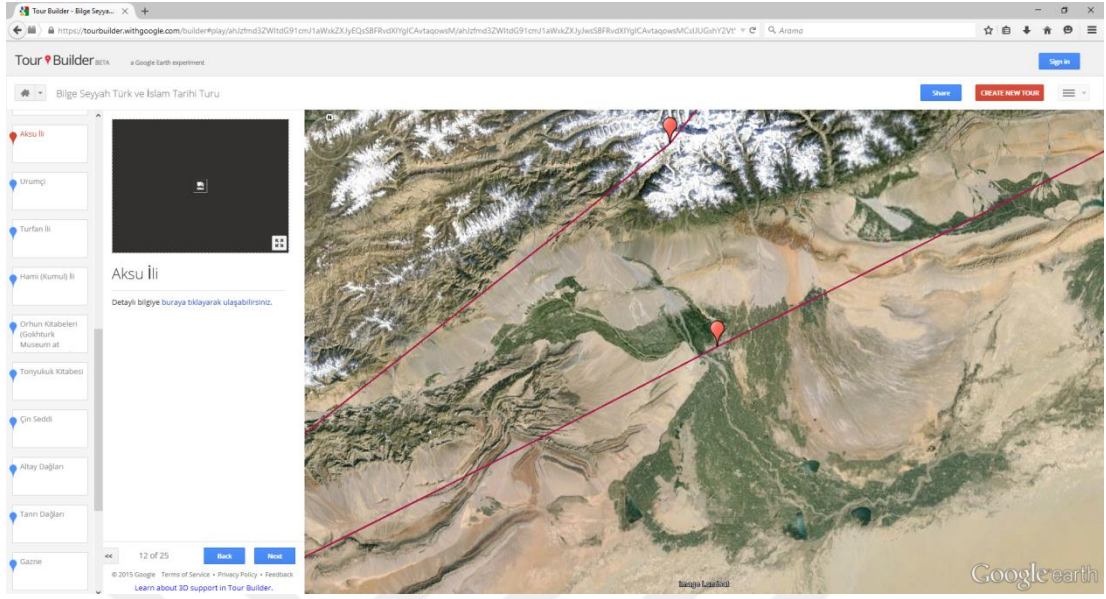 Tour Builder - Bilge Seyya...
https://tourbuilder.withgoogle.com/builder#play/
Arama
Tour Builder BETA
a Google Earth experiment
Sign in
Bilge Seyyah Türk ve İslam Tarihi Turu
Share
CREATE NEW TOUR
Aksu İli
Urumçi
Turfan İli
Hami (Kumul) İli
Orhun Kitabeleri
(Gokhturk
Museum at
Tonyukuk Kitabesi
Çin Seddi
Altay Dağları
Tanrı Dağları
Gazne
Aksu İli
Detaylı bilgiye buraya tıklayarak ulaşabilirsiniz.
<< 12 of 25 Back Next
© 2015 Google Terms of Service • Privacy Policy • Feedback
Learn about 3D support in Tour Builder.
Image Landsat
Google earth